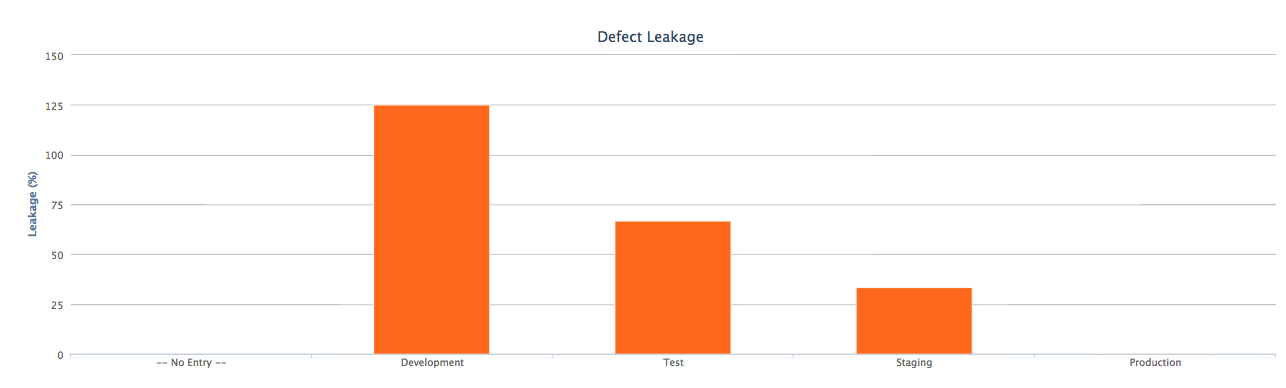 Defect Leakage
150
125
100
75
50
25
0
Leakage (%)
-- No Entry --
Development
Test
Staging
Production